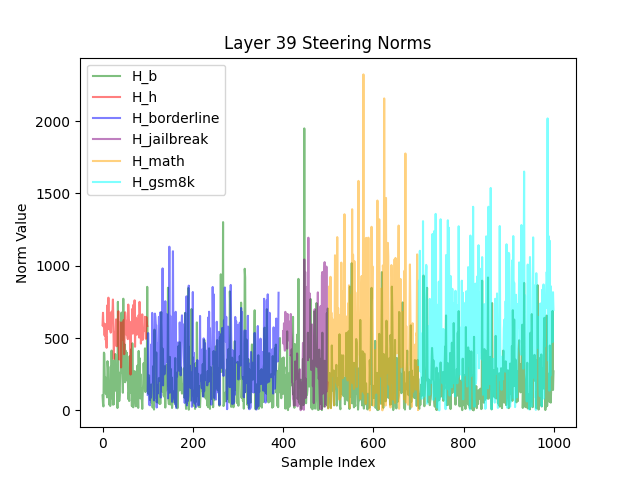 Layer 39 Steering Norms
H_b
H_h
H_borderline
H_jailbreak
H_math
H_gsm8k
Norm Value
2000
1500
1000
500
0
0 200 400 600 800 1000
Sample Index